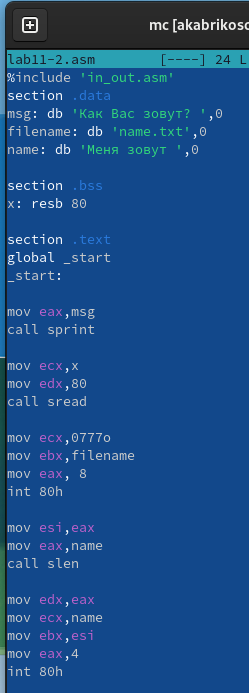 mc [akabrikoso
lab11-2.asm [----] 24 L
%include 'in_out.asm'
section .data
msg: db 'Как Вас зовут? ',0
filename: db 'name.txt',0
name: db 'Меня зовут ',0
section .bss
x: resb 80
section .text
global _start
_start:
mov eax,msg
call sprint
mov ecx,x
mov edx,80
call sread
mov ecx,0777o
mov ebx,filename
mov eax, 8
int 80h
mov esi,eax
mov eax,name
call slen
mov edx,eax
mov ecx,name
mov ebx,esi
mov eax,4
int 80h